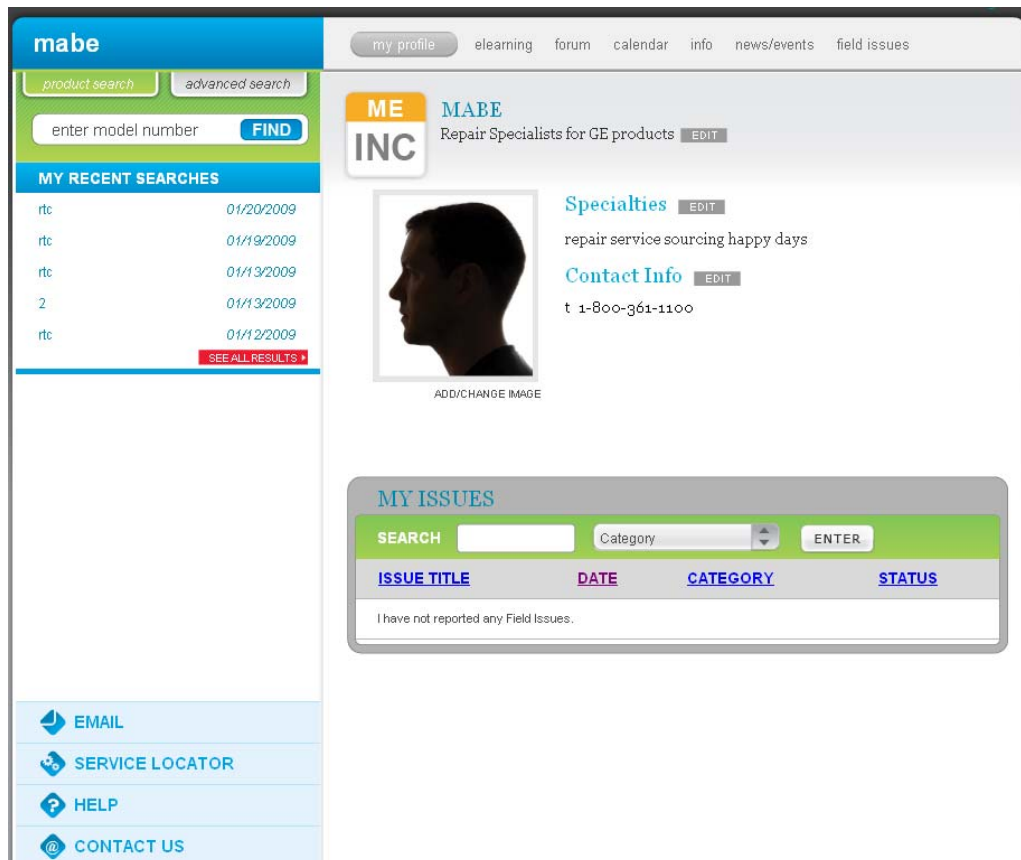 mabe
my profile elearning forum calendar info news/events field issues
product search advanced search
enter model number FIND
MY RECENT SEARCHES
rtc 01/20/2009
rtc 01/19/2009
rtc 01/13/2009
2 01/13/2009
rtc 01/12/2009
SEE ALL RESULTS
ME
INC
MABE
Repair Specialists for GE products EDIT
Specialties EDIT
repair service sourcing happy days
Contact Info EDIT
t 1-800-361-1100
ADD/CHANGE IMAGE
MY ISSUES
SEARCH Category ENTER
ISSUE TITLE DATE CATEGORY STATUS
I have not reported any Field Issues.
EMAIL
SERVICE LOCATOR
HELP
CONTACT US